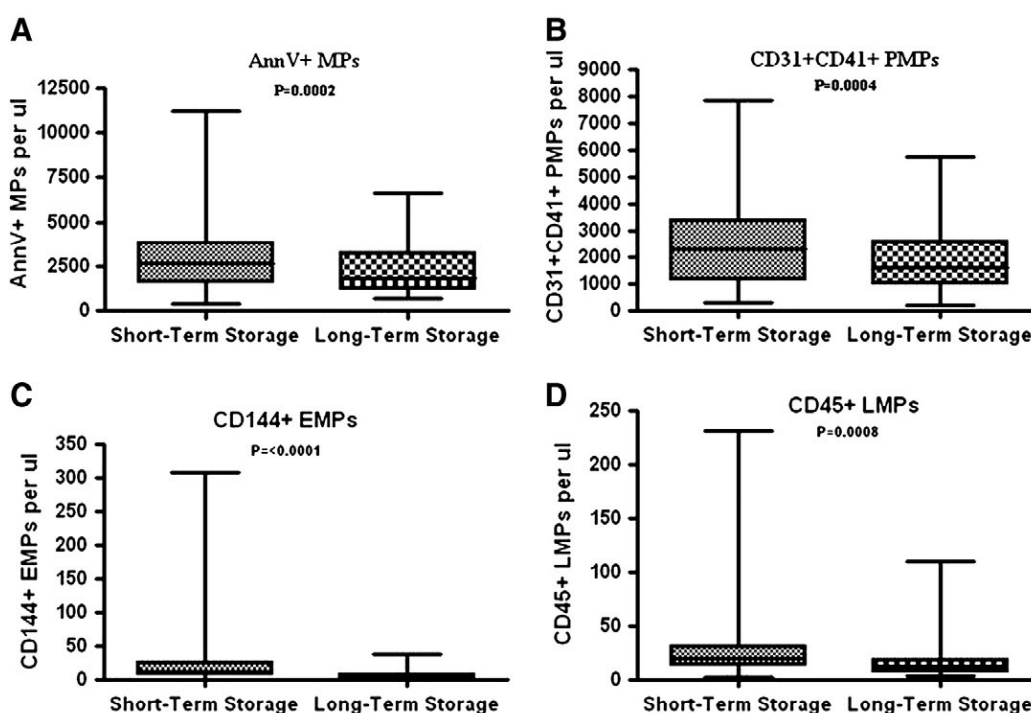 A
AnnV+ MPs
P=0.0002
AnnV+ MPs per ul
12500
10000
7500
5000
2500
0
Short-Term Storage Long-Term Storage
B
CD31+CD41+ PMPs
P=0.0004
CD31+CD41+ PMPs per ul
9000
8000
7000
6000
5000
4000
3000
2000
1000
0
Short-Term Storage Long-Term Storage
C
CD144+ EMPs
P=<0.0001
CD144+ EMPs per ul
350
300
250
200
150
100
50
0
Short-Term Storage Long-Term Storage
D
CD45+ LMPs
P=0.0008
CD45+ LMPs per ul
250
200
150
100
50
0
Short-Term Storage Long-Term Storage